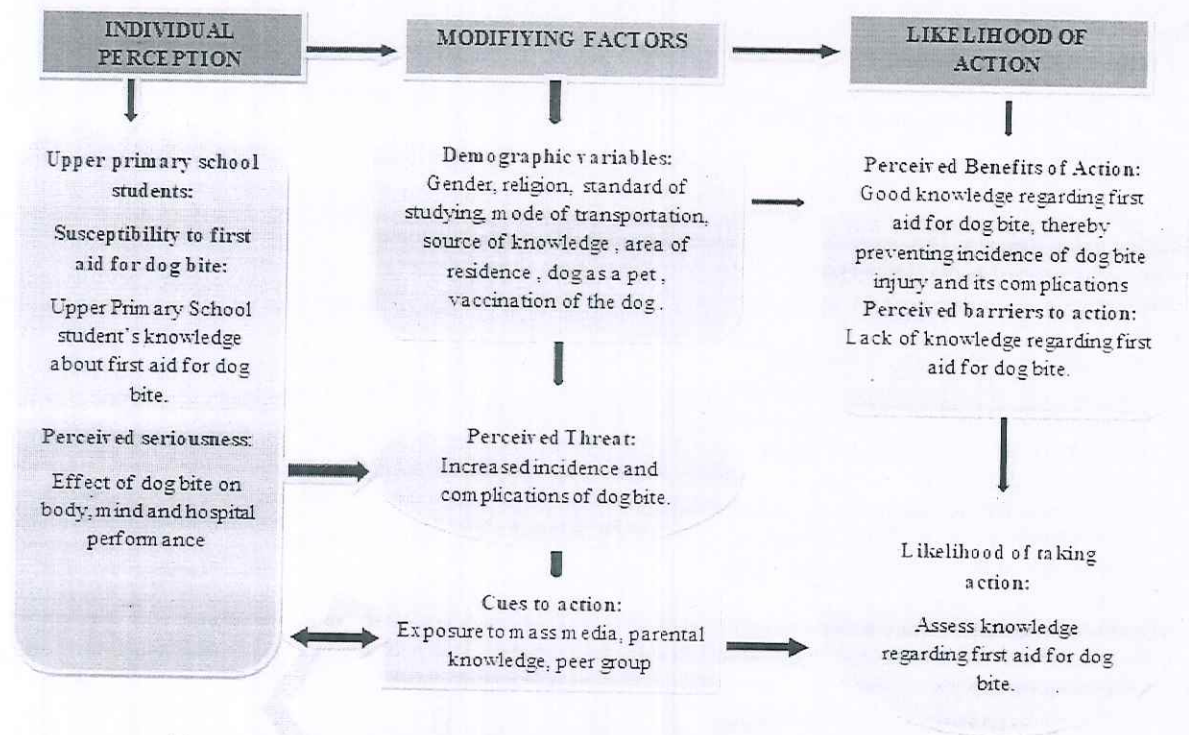 INDIVIDUAL
PERCEPTION
MODIFIYING FACTORS
LIKELIHOOD OF
ACTION
Upper primary school
students:
Susceptibility to first
aid for dog bite:
Upper Primary School
student's knowledge
about first aid for dog
bite.
Perceived seriousness:
Effect of dog bite on
body, mind and hospital
performance
Demographic variables:
Gender, religion, standard of
studying, mode of transportation,
source of knowledge , area of
residence , dog as a pet ,
vaccination of the dog .
Perceived Threat:
Increased incidence and
complications of dog bite.
Cues to action:
Exposure to mass media, parental
knowledge, peer group
Perceived Benefits of Action:
Good knowledge regarding first
aid for dog bite, thereby
preventing incidence of dog bite
injury and its complications
Perceived barriers to action:
Lack of knowledge regarding first
aid for dog bite.
Likelihood of taking
action:
Assess knowledge
regarding first aid for dog
bite.